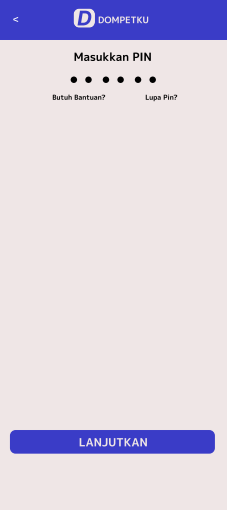 <
D DOMPETKU
Masukkan PIN
Butuh Bantuan? Lupa Pin?
LANJUTKAN